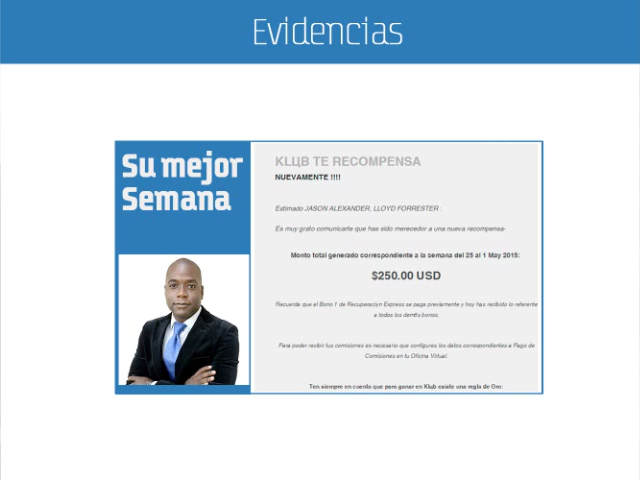 Evidencias
Su mejor
Semana
KLЦB TE RECOMPENSA
NUEVAMENTE !!!!
Estimado JASON ALEXANDER, LLOYD FORRESTER :
Es muy grato comunicarte que has sido merecedor a una nueva recompensa-
Monto total generado correspondiente a la semana del 25 al 1 May 2015:
$250.00 USD
Recuerda que el Bono 1 de Recuperacion Express se paga previamente y hoy has recibido lo referente
a todos los demás bonos.
Para poder recibir tus comisiones es necesario que configures los datos correspondientes a Pago de
Comisiones en tu Oficina Virtual.
Ten siempre en cuenta que para ganar en Klub existe una regla de Oro: